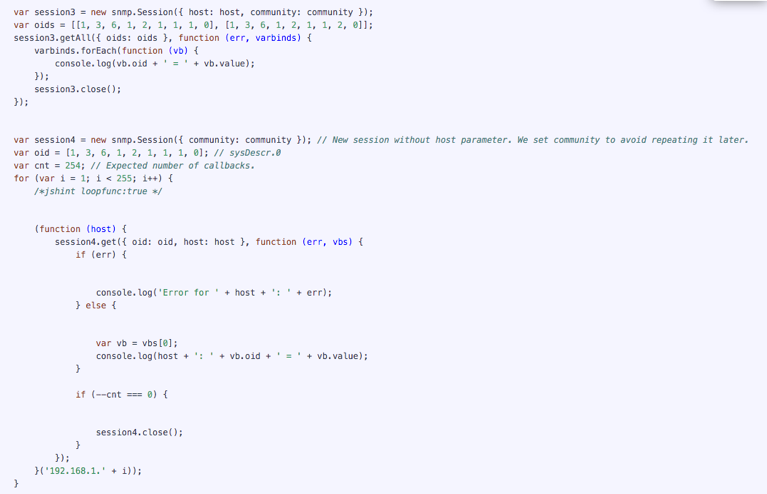 var session3 = new snmp.Session({ host: host, community: community });
var oids = [[1, 3, 6, 1, 2, 1, 1, 1, 0], [1, 3, 6, 1, 2, 1, 1, 2, 0]];
session3.getAll({ oids: oids }, function (err, varbinds) {
    varbinds.forEach(function (vb) {
        console.log(vb.oid + ' = ' + vb.value);
    });
    session3.close();
});
var session4 = new snmp.Session({ community: community }); // New session without host parameter. We set community to avoid repeating it later.
var oid = [1, 3, 6, 1, 2, 1, 1, 1, 0]; // sysDescr.0
var cnt = 254; // Expected number of callbacks.
for (var i = 1; i < 255; i++) {
    /*jshint loopfunc:true */
    (function (host) {
        session4.get({ oid: oid, host: host }, function (err, vbs) {
            if (err) {
                console.log('Error for ' + host + ': ' + err);
            } else {
                var vb = vbs[0];
                console.log(host + ': ' + vb.oid + ' = ' + vb.value);
            }
            if (--cnt === 0) {
                session4.close();
            }
        });
    }('192.168.1.' + i));
}